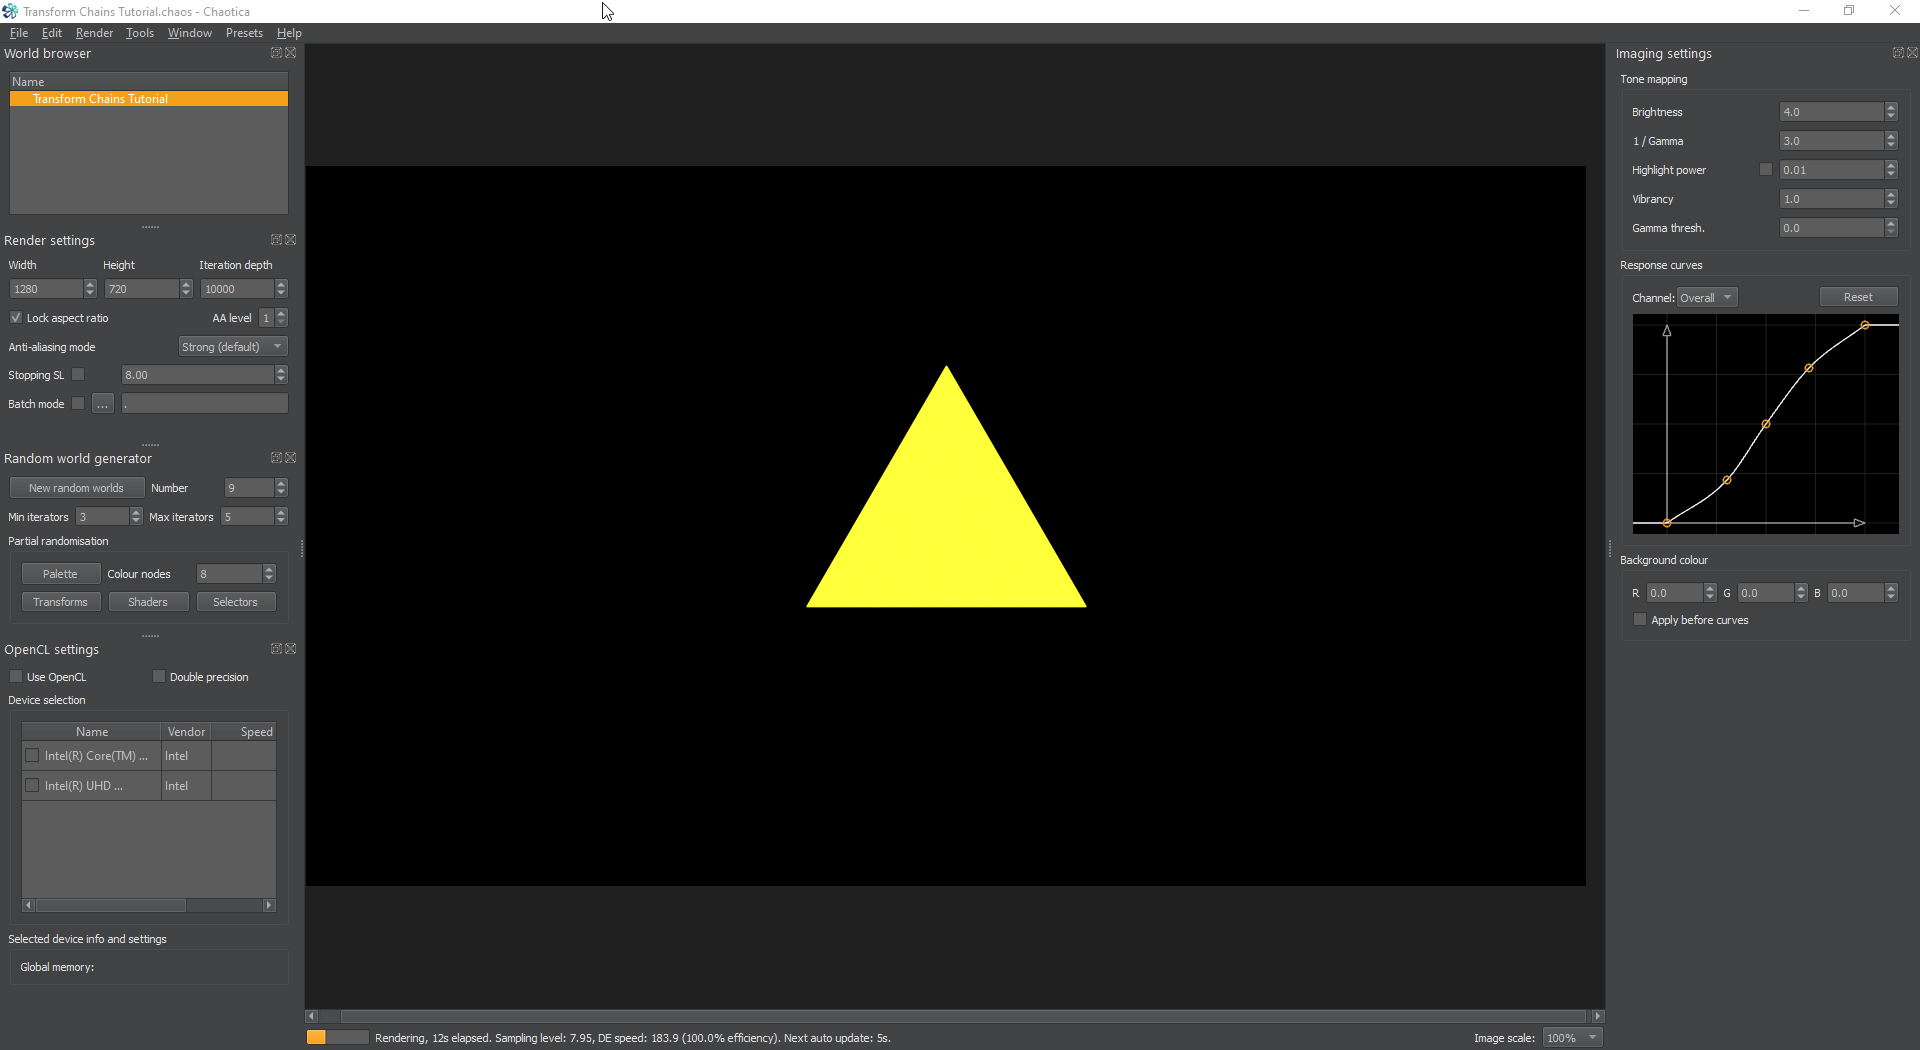 Transform Chains Tutorial.chaos - Chaotica
File Edit Render Tools Window Presets Help
World browser
Name
Transform Chains Tutorial
Render settings
Width Height Iteration depth
1280 720 10000
Lock aspect ratio AA level 1
Anti-aliasing mode Strong (default)
Stopping SL 8.00
Batch mode ... .
Random world generator
New random worlds Number 9
Min iterators 3 Max iterators 5
Partial randomisation
Palette Colour nodes 8
Transforms Shaders Selectors
OpenCL settings
Use OpenCL Double precision
Device selection
Name Vendor Speed
Intel(R) Core(TM) ... Intel
Intel(R) UHD ... Intel
Selected device info and settings
Global memory:
Rendering, 12s elapsed. Sampling level: 7.95, DE speed: 183.9 (100.0% efficiency). Next auto update: 5s.
Image scale: 100%
Imaging settings
Tone mapping
Brightness 4.0
1 / Gamma 3.0
Highlight power 0.01
Vibrancy 1.0
Gamma thresh. 0.0
Response curves
Channel: Overall Reset
Background colour
R 0.0 G 0.0 B 0.0
Apply before curves